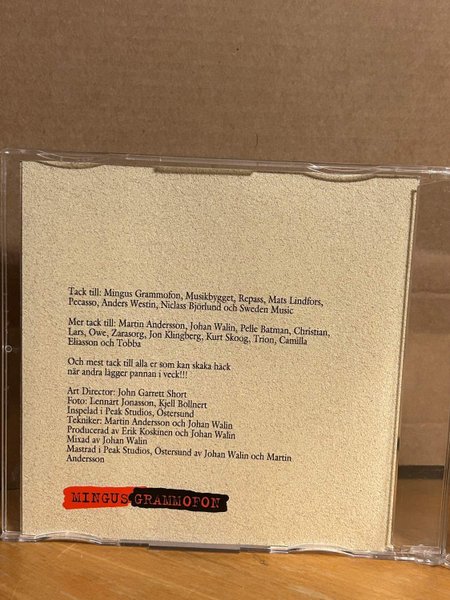 Tack till: Mingus Grammofon, Musikbygget, Repass, Mats Lindfors,
Pecasso, Anders Westin, Niclass Björlund och Sweden Music
Mer tack till: Martin Andersson, Johan Walin, Pelle Batman, Christian,
Lars, Owe, Zarasorg, Jon Klingberg, Kurt Skoog, Trion, Camilla
Eliasson och Tobba
Och mest tack till alla er som kan skaka häck
när andra lägger pannan i veck!!!
Art Director: John Garrett Short
Foto: Lennart Jonasson, Kjell Böllnert
Inspelad i Peak Studios, Östersund
Tekniker: Martin Andersson och Johan Walin
Producerad av Erik Koskinen och Johan Walin
Mixad av Johan Walin
Mastrad i Peak Studios, Östersund av Johan Walin och Martin
Andersson
MINGUS GRAMMOFON